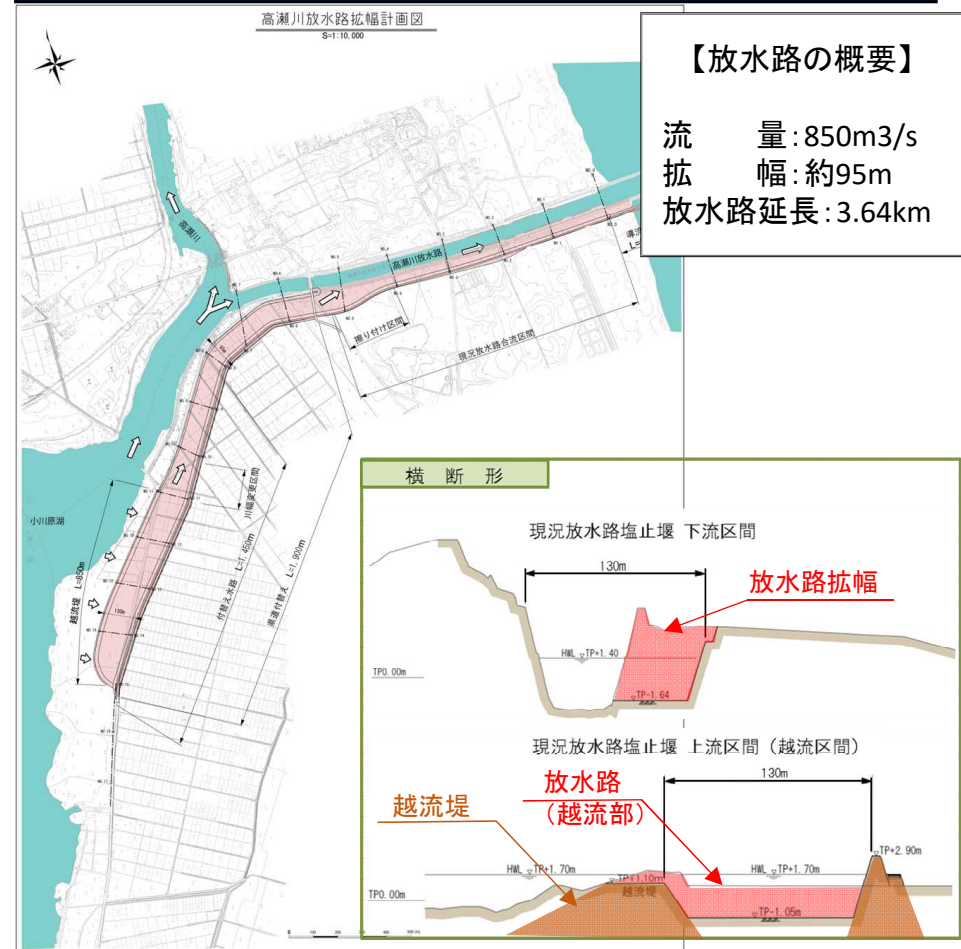 高瀬川放水路拡幅計画図
S=1:10,000
【放水路の概要】
流　　量：850m3/s
拡　　幅：約95m
放水路延長：3.64km
高瀬川
高瀬川放水路
導流
L=
擦り付け区間
現況放水路合流区間
川幅変更区間
小川原湖
越流堤 L=850m
130m
付替え水路 L=1,450m
県道付替え L=1,900m
横断形
現況放水路塩止堰 下流区間
130m
放水路拡幅
HWL ▽TP+1.40
TP0.00m
▽TP-1.64
現況放水路塩止堰 上流区間（越流区間）
130m
越流堤
放水路
（越流部）
▽TP+2.90m
HWL ▽TP+1.70m
HWL ▽TP+1.70m
▽TP+1.10m
越流堤
TP0.00m
▽TP-1.05m